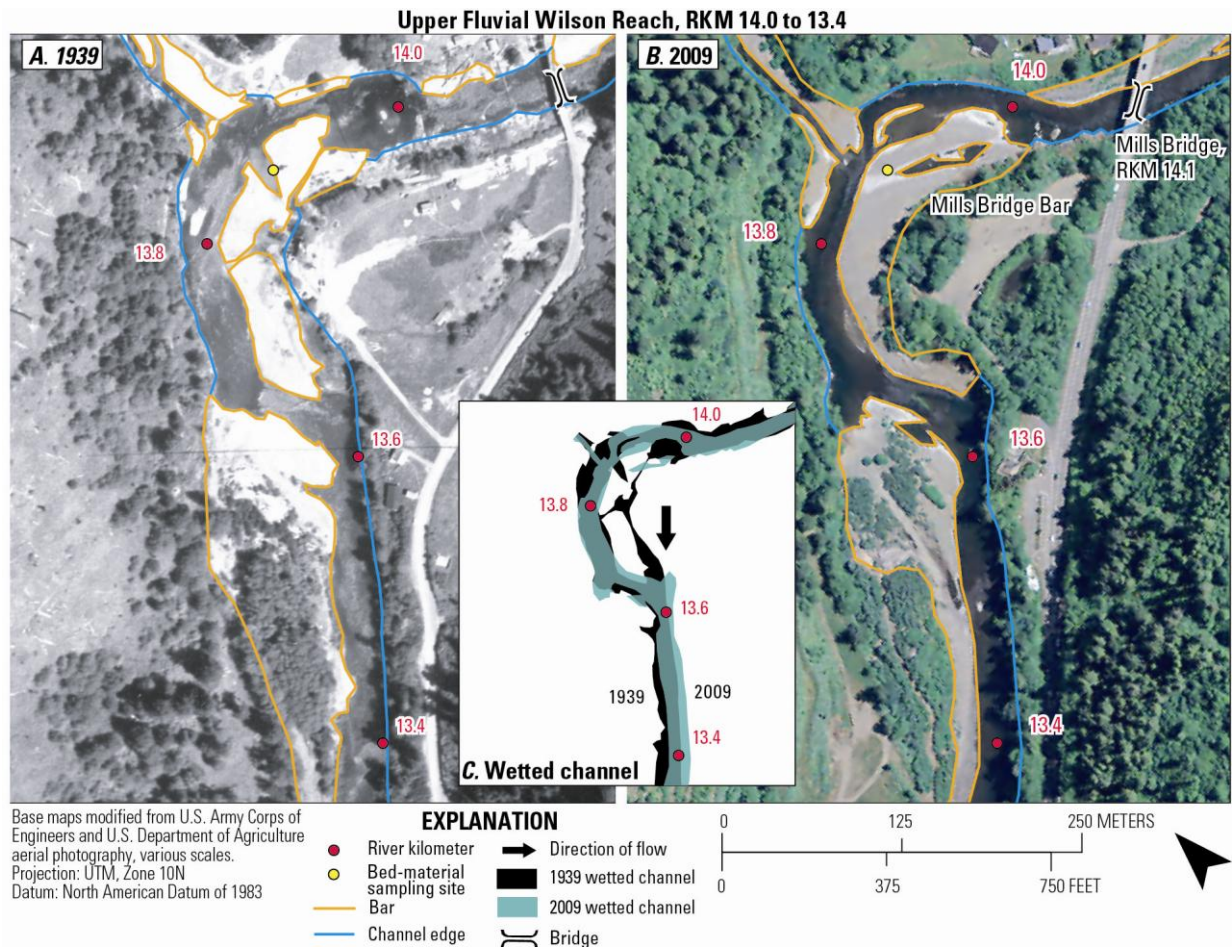 Upper Fluvial Wilson Reach, RKM 14.0 to 13.4
A. 1939
14.0
13.8
13.6
13.4
B. 2009
14.0
Mills Bridge,
RKM 14.1
Mills Bridge Bar
13.8
13.6
13.4
14.0
13.8
13.6
1939
2009
13.4
C. Wetted channel
Base maps modified from U.S. Army Corps of
Engineers and U.S. Department of Agriculture
aerial photography, various scales.
Projection: UTM, Zone 10N
Datum: North American Datum of 1983
EXPLANATION
River kilometer
Bed-material
sampling site
Bar
Channel edge
Direction of flow
1939 wetted channel
2009 wetted channel
Bridge
0 125 250 METERS
0 375 750 FEET